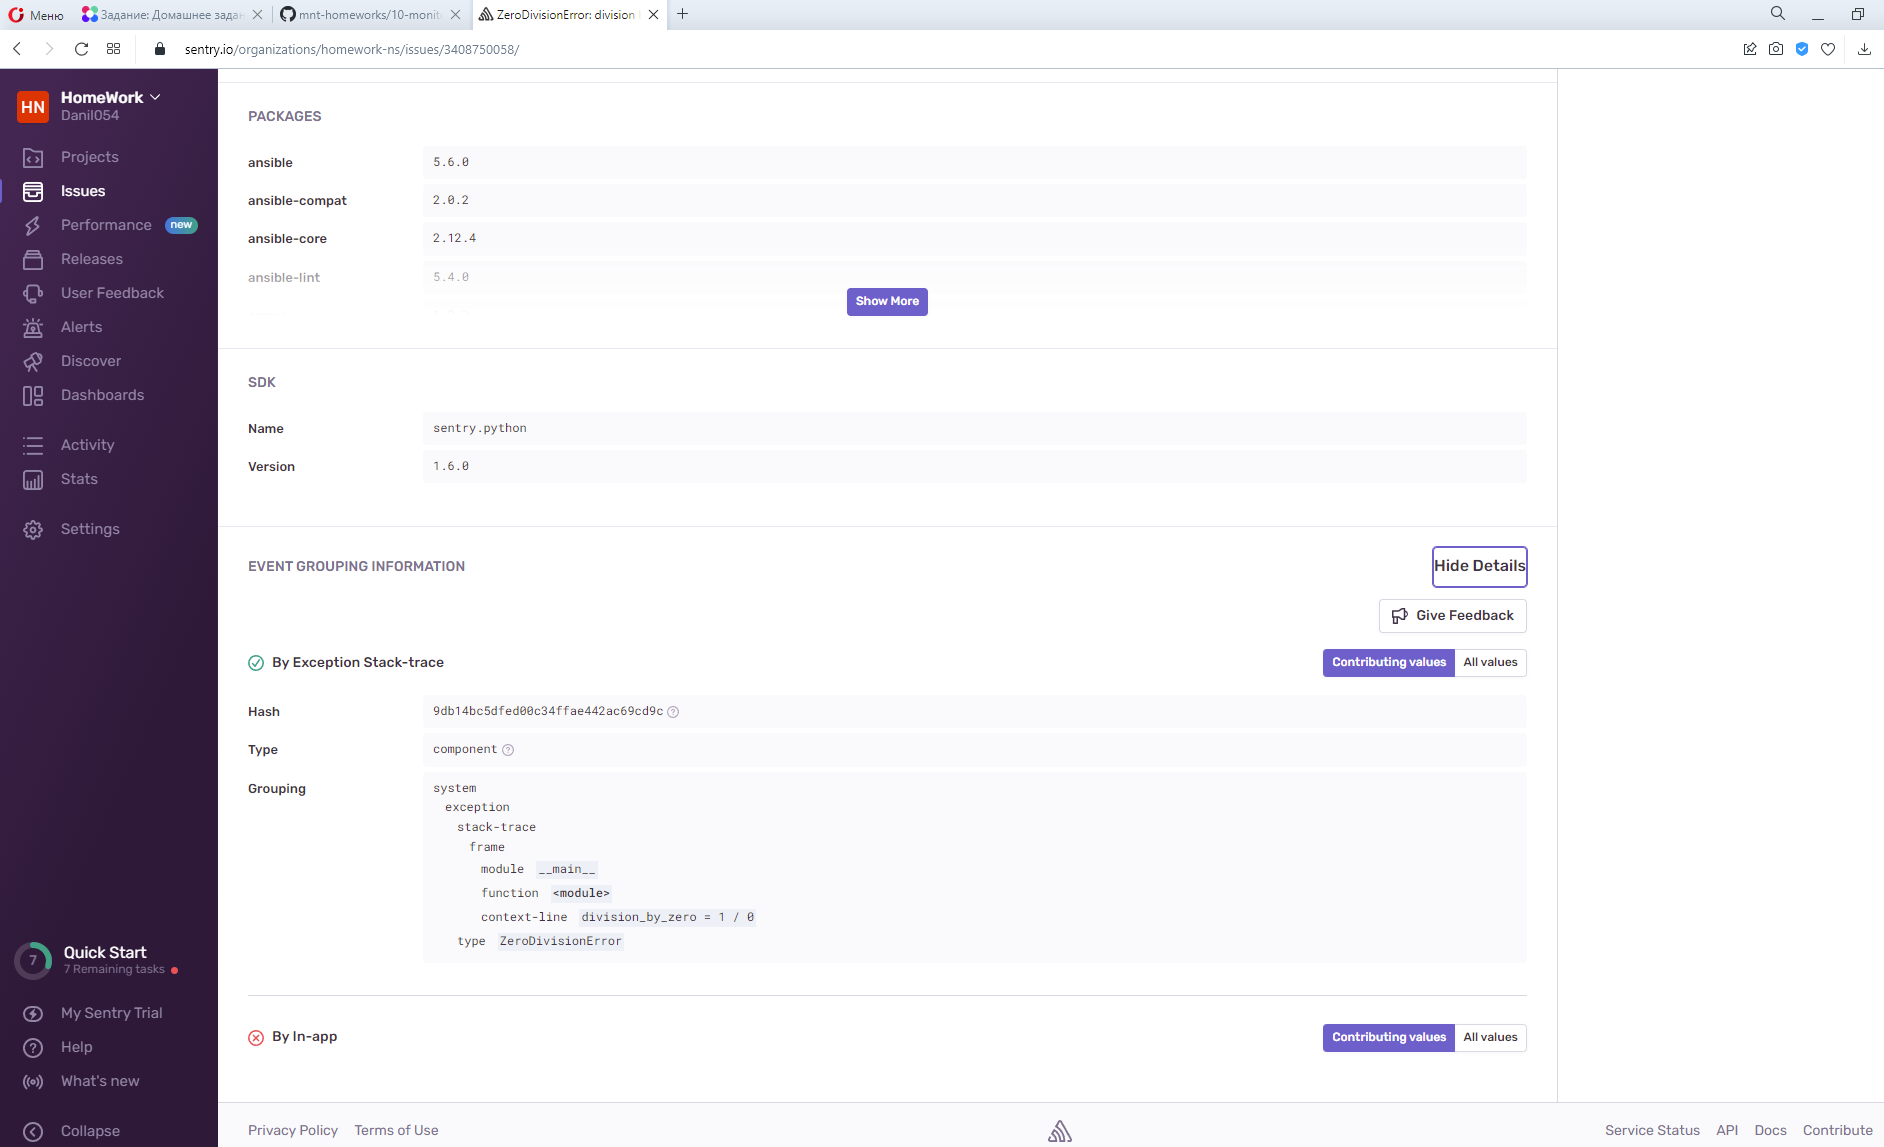 Меню
Задание: Домашнее задан
mnt-homeworks/10-monit
ZeroDivisionError: division
sentry.io/organizations/homework-ns/issues/3408750058/
HN
HomeWork
Danil054
Projects
Issues
Performance new
Releases
User Feedback
Alerts
Discover
Dashboards
Activity
Stats
Settings
7
Quick Start
7 Remaining tasks
My Sentry Trial
Help
What's new
Collapse
PACKAGES
ansible 5.6.0
ansible-compat 2.0.2
ansible-core 2.12.4
ansible-lint 5.4.0
Show More
SDK
Name sentry.python
Version 1.6.0
EVENT GROUPING INFORMATION
Hide Details
Give Feedback
By Exception Stack-trace
Contributing values All values
Hash 9db14bc5dfed00c34ffae442ac69cd9c
Type component
Grouping system
exception
stack-trace
frame
module __main__
function <module>
context-line division_by_zero = 1 / 0
type ZeroDivisionError
By In-app
Contributing values All values
Privacy Policy Terms of Use
Service Status API Docs Contribute